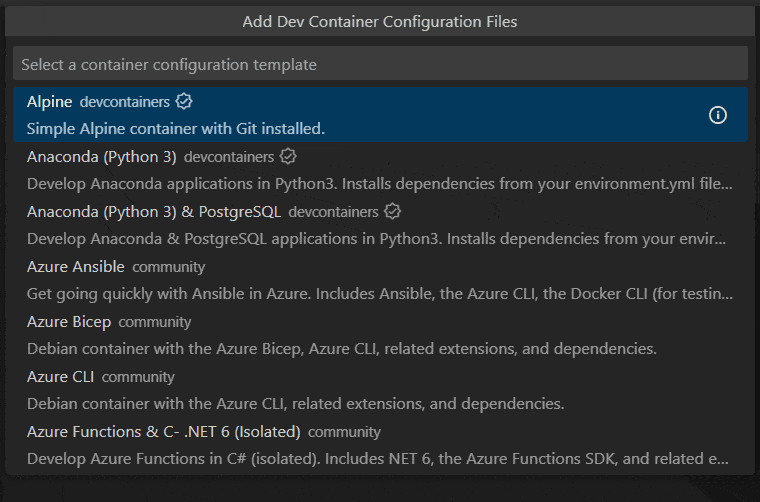 Add Dev Container Configuration Files
Select a container configuration template
Alpine devcontainers
Simple Alpine container with Git installed.
Anaconda (Python 3) devcontainers
Develop Anaconda applications in Python3. Installs dependencies from your environment.yml file...
Anaconda (Python 3) & PostgreSQL devcontainers
Develop Anaconda & PostgreSQL applications in Python3. Installs dependencies from your envir...
Azure Ansible community
Get going quickly with Ansible in Azure. Includes Ansible, the Azure CLI, the Docker CLI (for testin...
Azure Bicep community
Debian container with the Azure Bicep, Azure CLI, related extensions, and dependencies.
Azure CLI community
Debian container with the Azure CLI, related extensions, and dependencies.
Azure Functions & C- .NET 6 (Isolated) community
Develop Azure Functions in C# (isolated). Includes NET 6, the Azure Functions SDK, and related e...